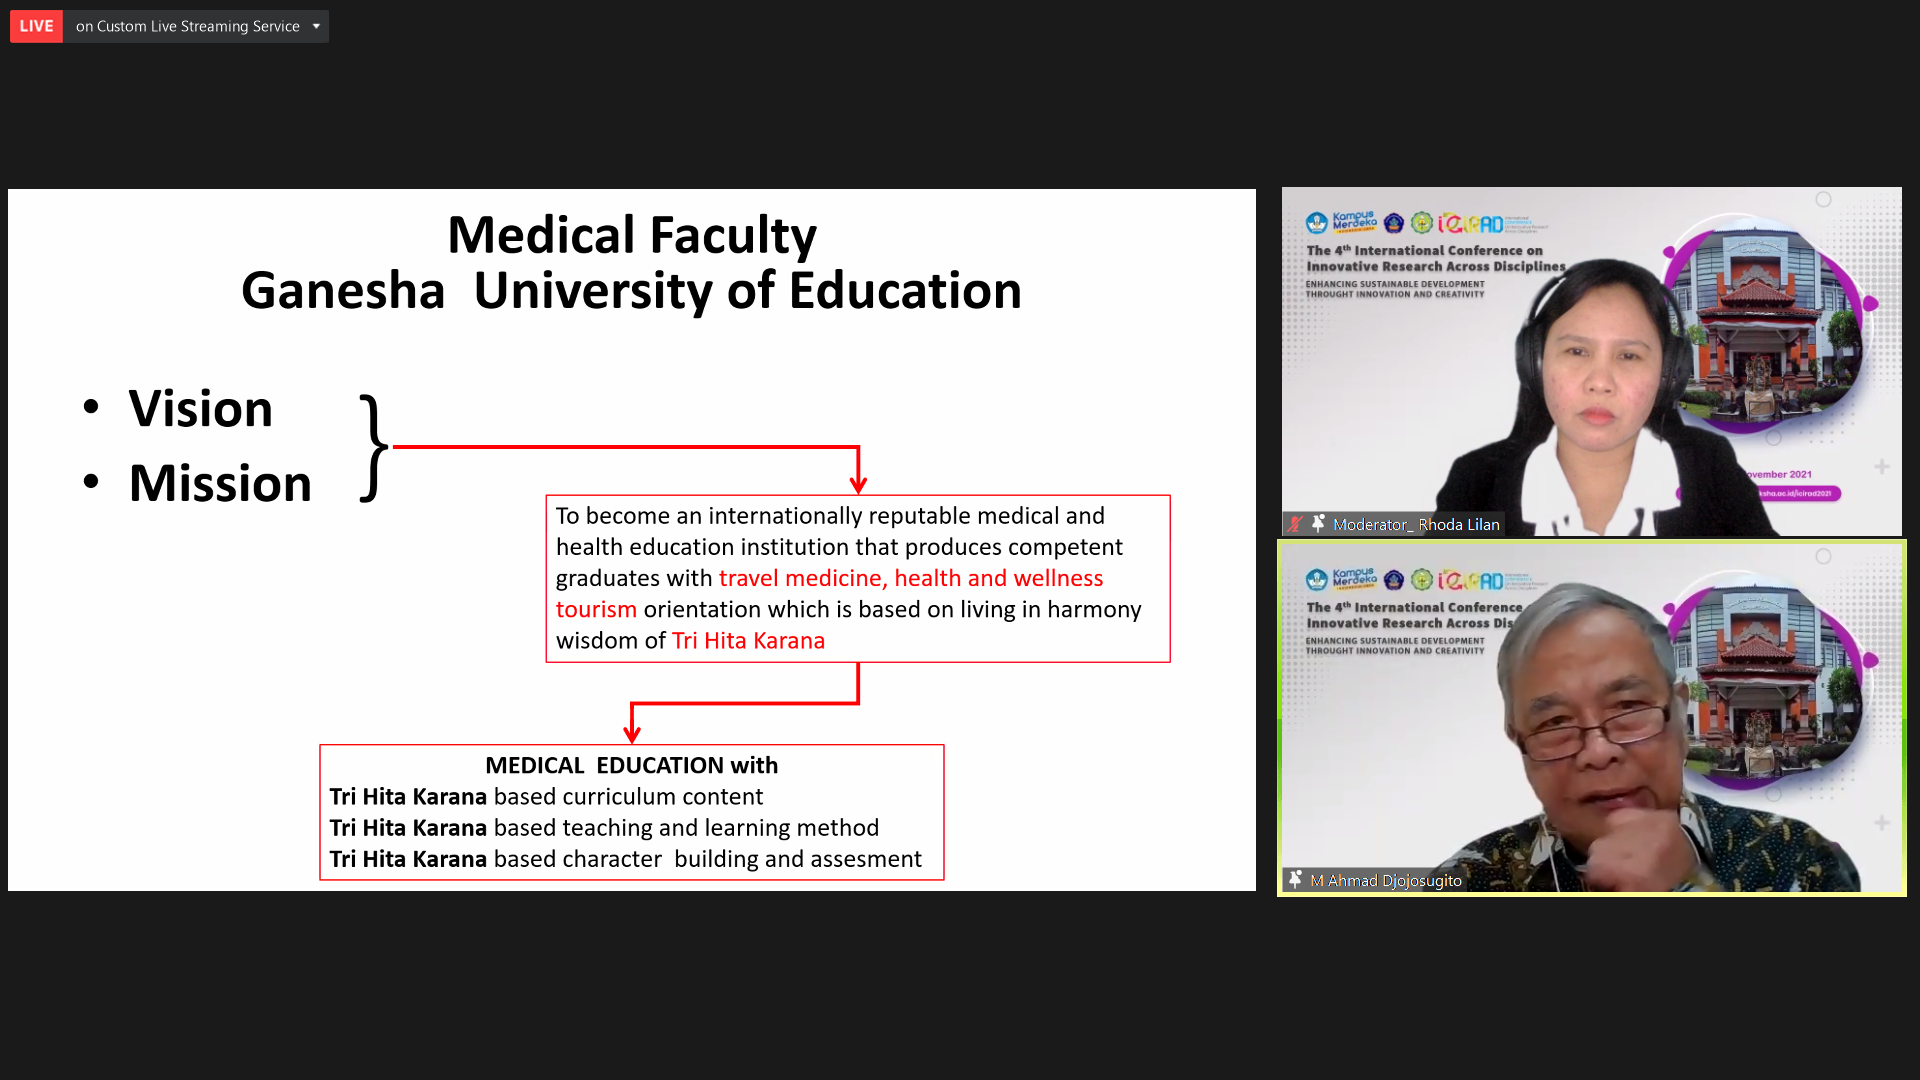 LIVE on Custom Live Streaming Service
Medical Faculty
Ganesha University of Education
• Vision
• Mission
To become an internationally reputable medical and
health education institution that produces competent
graduates with travel medicine, health and wellness
tourism orientation which is based on living in harmony
wisdom of Tri Hita Karana
MEDICAL EDUCATION with
Tri Hita Karana based curriculum content
Tri Hita Karana based teaching and learning method
Tri Hita Karana based character building and assesment
Kampus
Merdeka
The 4th International Conference on
Innovative Research Across Disciplines
ENHANCING SUSTAINABLE DEVELOPMENT
THROUGHT INNOVATION AND CREATIVITY
ovember 2021
ksha.ac.id/icirad2021
Moderator_ Rhoda Lilan
Kampus
Merdeka
The 4th International Conference
Innovative Research Across Dis
ENHANCING SUSTAINABLE DEVELOPMENT
THROUGHT INNOVATION AND CREATIVITY
M Ahmad Djojosugito